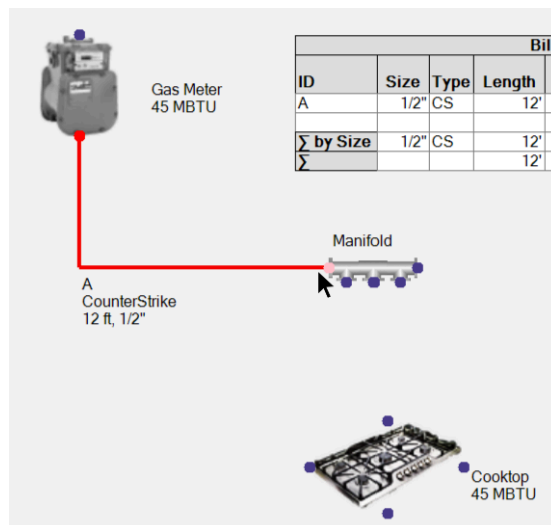 Gas Meter
45 MBTU
Bil
ID Size Type Length
A 1/2" CS 12'
∑ by Size 1/2" CS 12'
∑ 12'
Manifold
A
CounterStrike
12 ft, 1/2"
Cooktop
45 MBTU